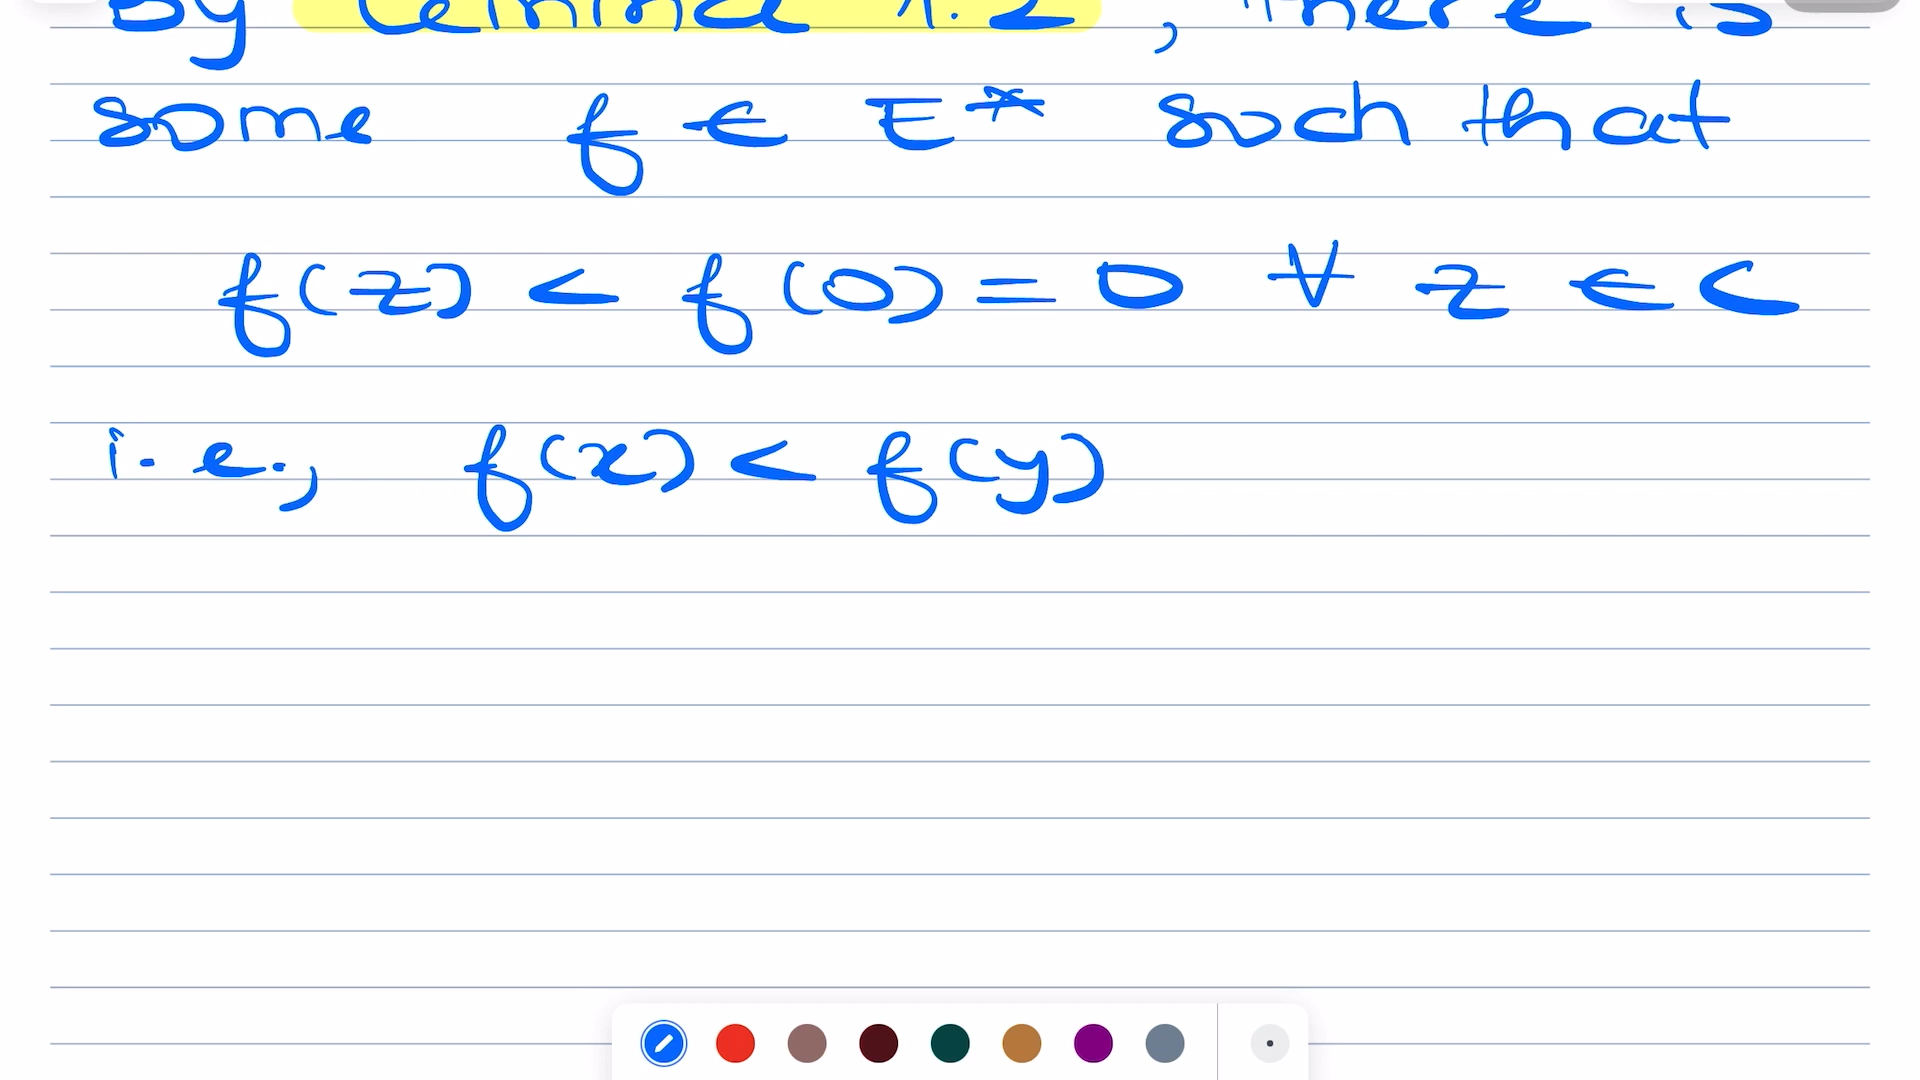 By Lemma 1.2, there is
some f ∈ E* such that
f(z) < f(0) = 0 ∀ z ∈ C
i.e., f(x) < f(y)